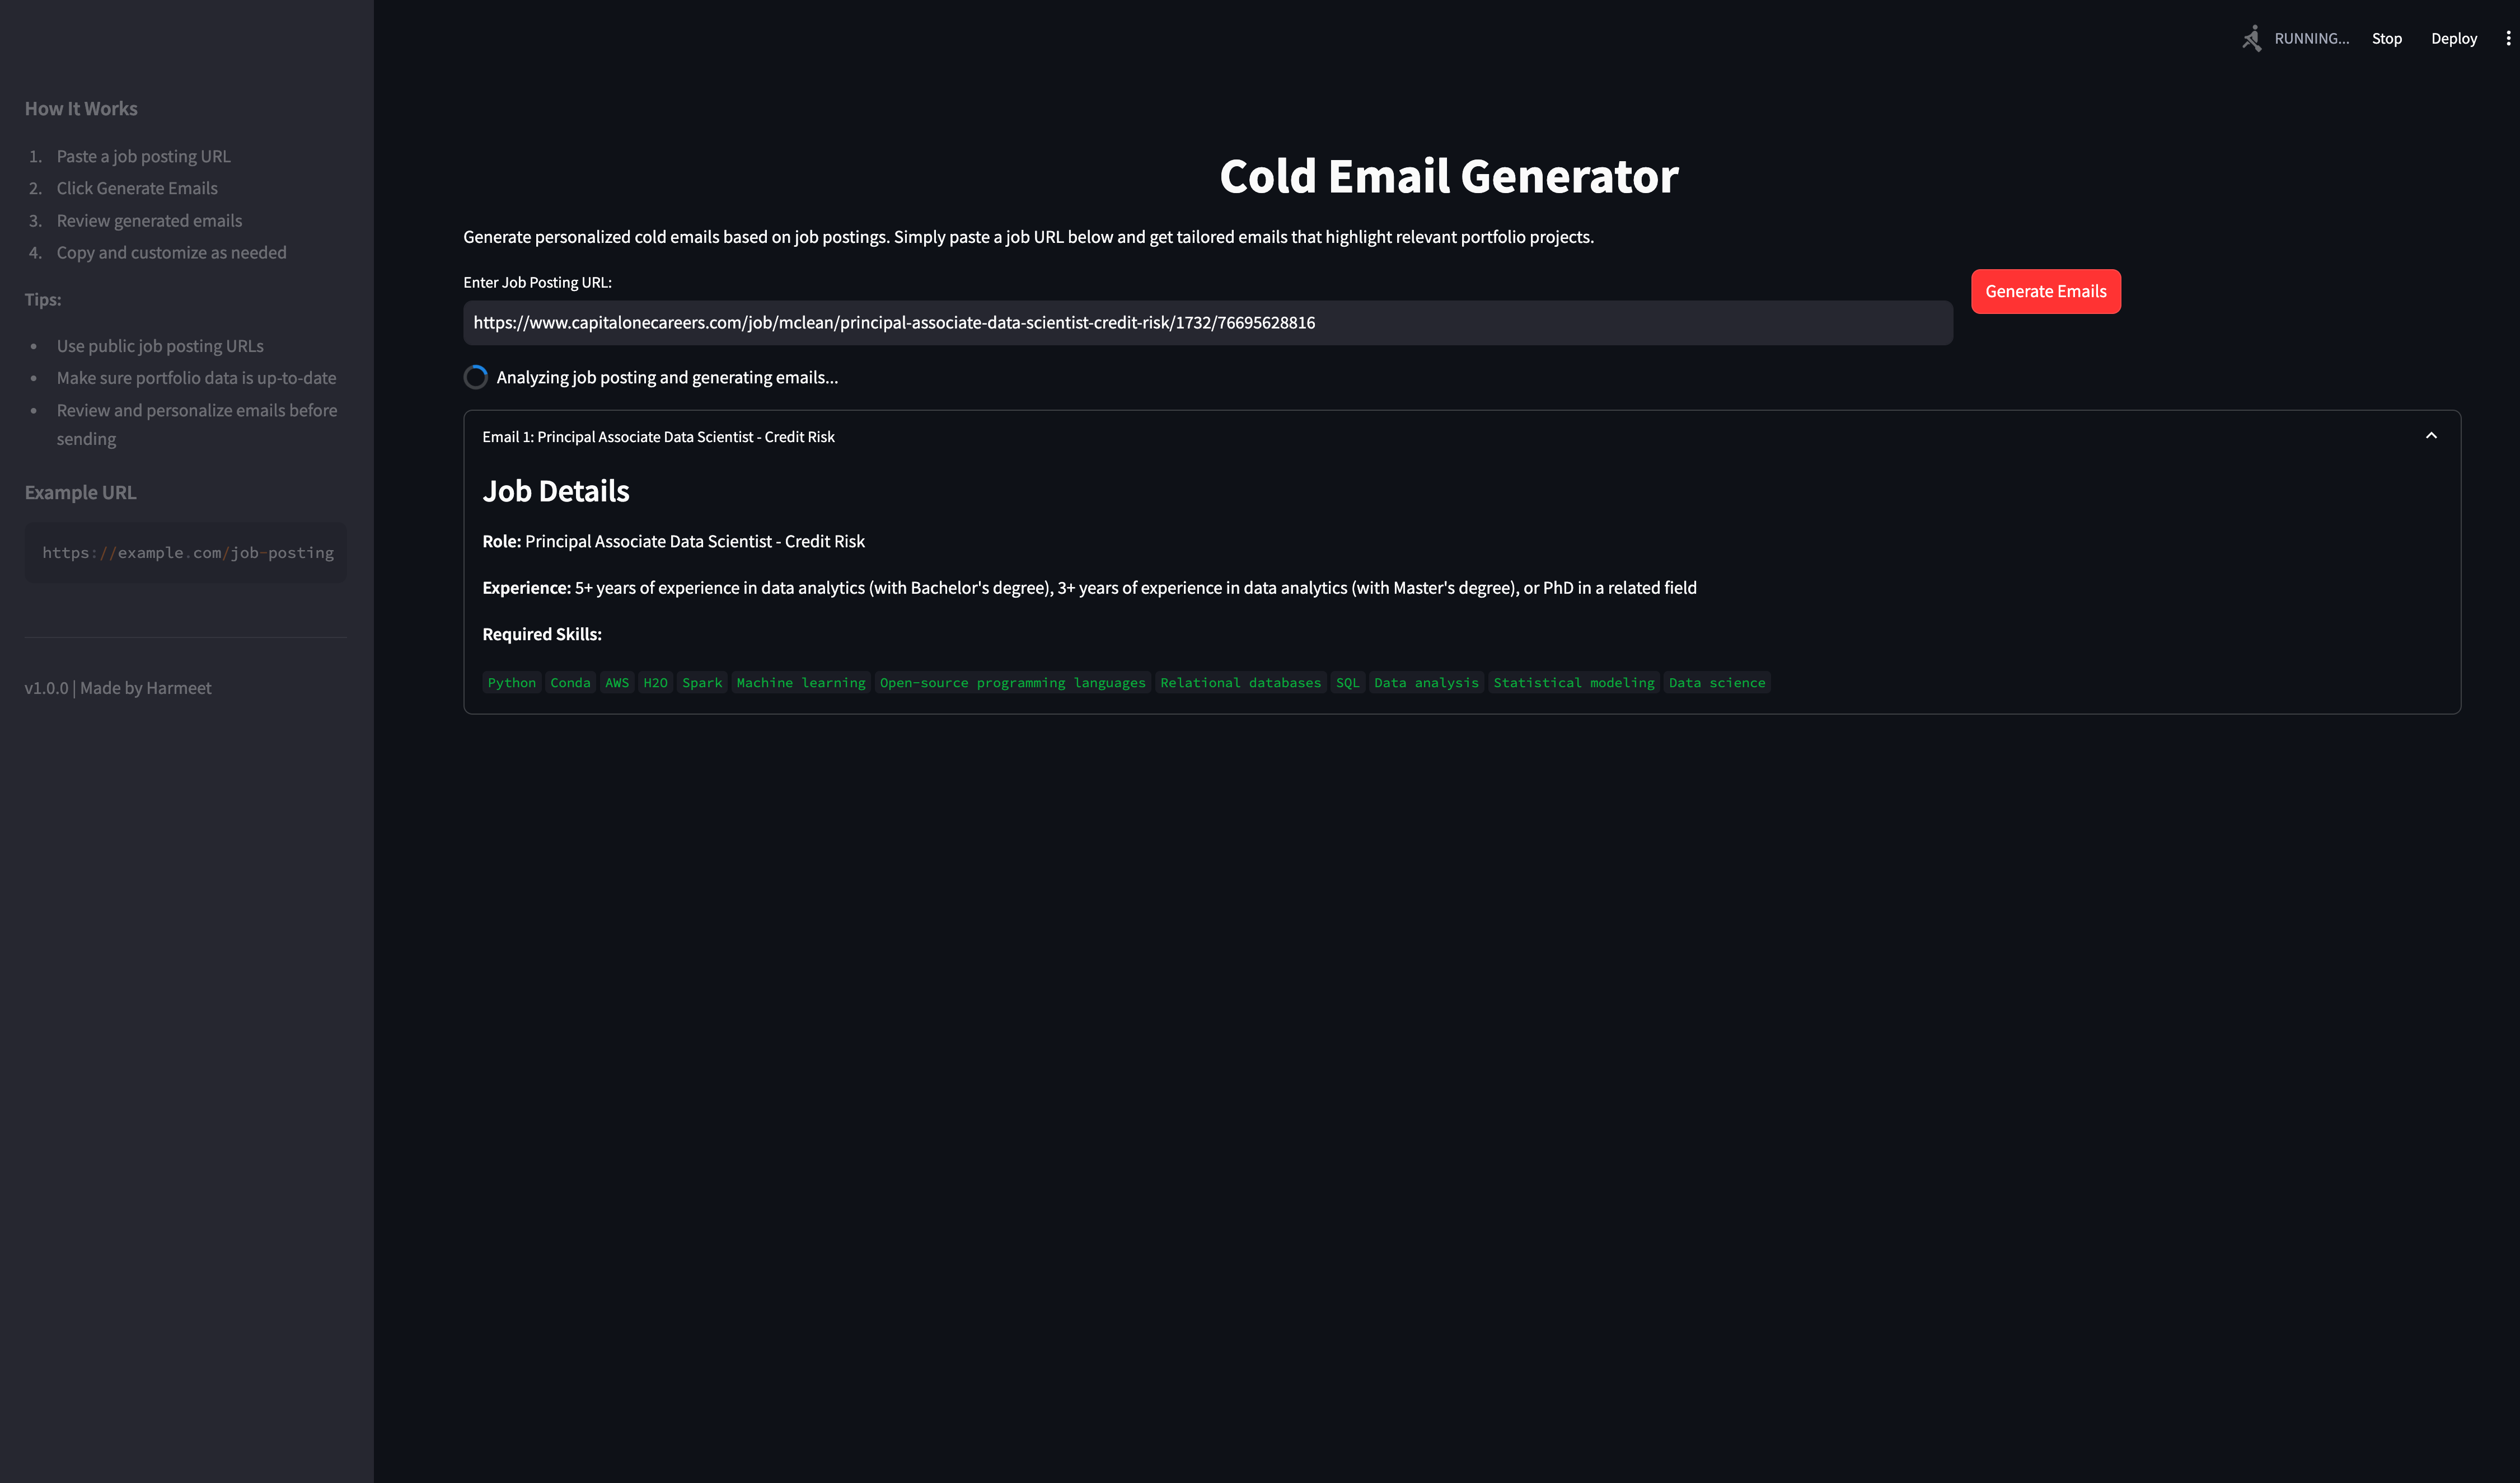 RUNNING... Stop Deploy
How It Works
1. Paste a job posting URL
2. Click Generate Emails
3. Review generated emails
4. Copy and customize as needed
Tips:
• Use public job posting URLs
• Make sure portfolio data is up-to-date
• Review and personalize emails before
sending
Example URL
https://example.com/job-posting
v1.0.0 | Made by Harmeet
Cold Email Generator
Generate personalized cold emails based on job postings. Simply paste a job URL below and get tailored emails that highlight relevant portfolio projects.
Enter Job Posting URL:
https://www.capitalonecareers.com/job/mclean/principal-associate-data-scientist-credit-risk/1732/76695628816
Generate Emails
Analyzing job posting and generating emails...
Email 1: Principal Associate Data Scientist - Credit Risk
Job Details
Role: Principal Associate Data Scientist - Credit Risk
Experience: 5+ years of experience in data analytics (with Bachelor's degree), 3+ years of experience in data analytics (with Master's degree), or PhD in a related field
Required Skills:
Python Conda AWS H2O Spark Machine learning Open-source programming languages Relational databases SQL Data analysis Statistical modeling Data science